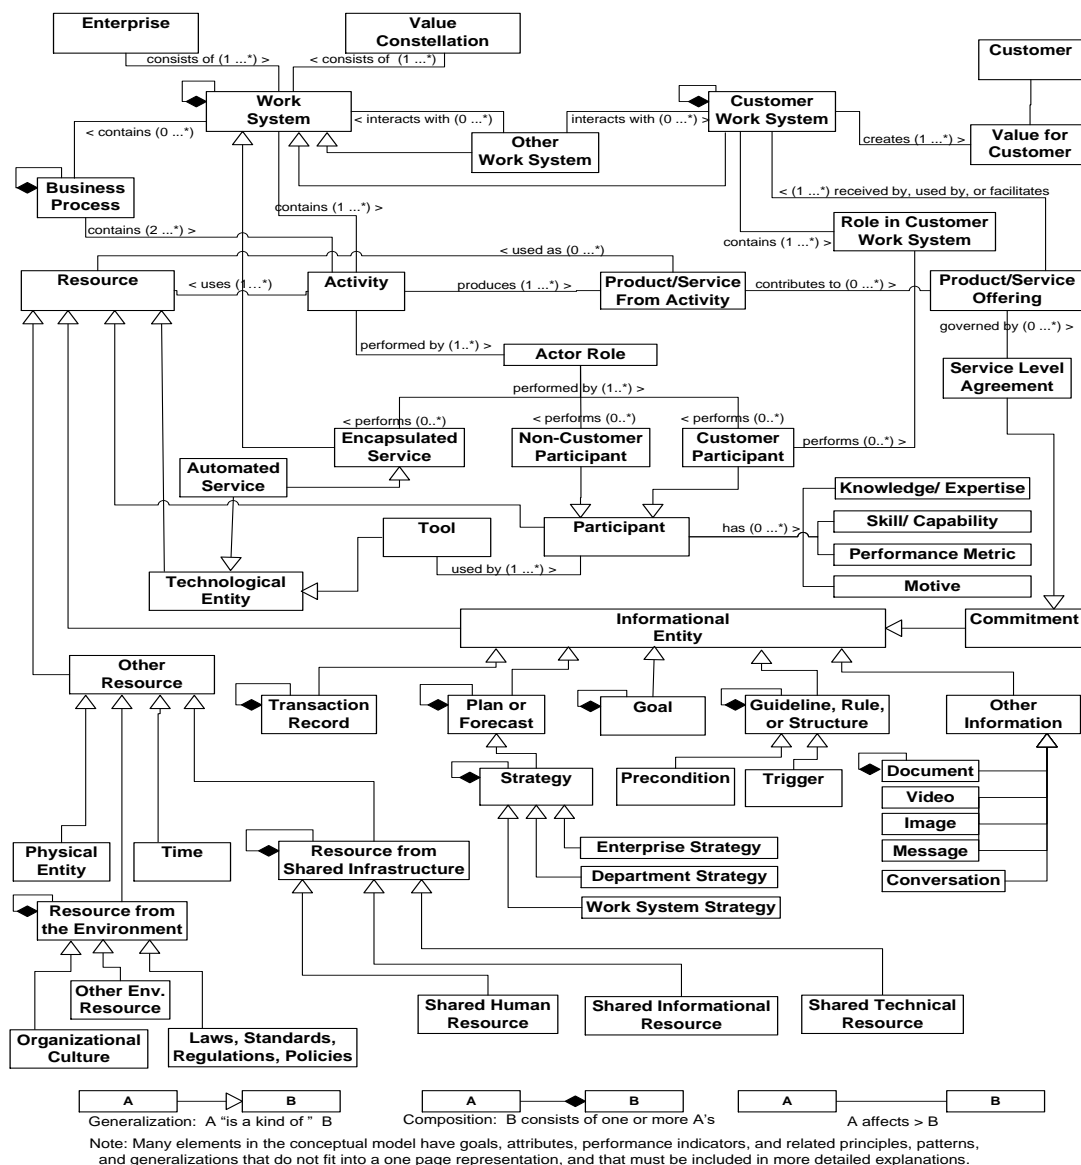 Enterprise
Value
Constellation
Customer
consists of (1 ...*) >
< consists of  (1 ...*)
Work
System
Customer
Work System
< interacts with (0 ...*)
interacts with (0 ...*) >
< contains (0 ...*)
Other
Work System
creates (1 ...*) >
Value for
Customer
Business
Process
< (1 ...*) received by, used by, or facilitates
contains (1 ...*) >
Role in Customer
Work System
contains (2 ...*) >
contains (1 ...*) >
< used as (0 ...*)
Resource
< uses (1...*)
Activity
produces (1 ...*) >
Product/Service
From Activity
contributes to (0 ...*) >
Product/Service
Offering
governed by (0 ...*) >
performed by (1..*) >
Actor Role
Service Level
Agreement
performed by (1..*) >
< performs (0..*)
< performs (0..*)
< performs (0..*)
Encapsulated
Service
Non-Customer
Participant
Customer
Participant
performs (0..*) >
Automated
Service
Knowledge/ Expertise
Tool
Participant
has (0 ...*) >
Skill/ Capability
Performance Metric
used by (1 ...*) >
Technological
Entity
Motive
Informational
Entity
Commitment
Other
Resource
Transaction
Record
Plan or
Forecast
Goal
Guideline, Rule,
or Structure
Other
Information
Strategy
Precondition
Trigger
Document
Video
Image
Message
Conversation
Physical
Entity
Time
Resource from
Shared Infrastructure
Enterprise Strategy
Department Strategy
Work System Strategy
Resource from
the Environment
Other Env.
Resource
Shared Human
Resource
Shared Informational
Resource
Shared Technical
Resource
Organizational
Culture
Laws, Standards,
Regulations, Policies
A
B
A
B
A
B
Generalization:  A “is a kind of ”  B
Composition:  B consists of one or more A's
A affects > B
Note: Many elements in the conceptual model have goals, attributes, performance indicators, and related principles, patterns,
and generalizations that do not fit into a one page representation, and that must be included in more detailed explanations.